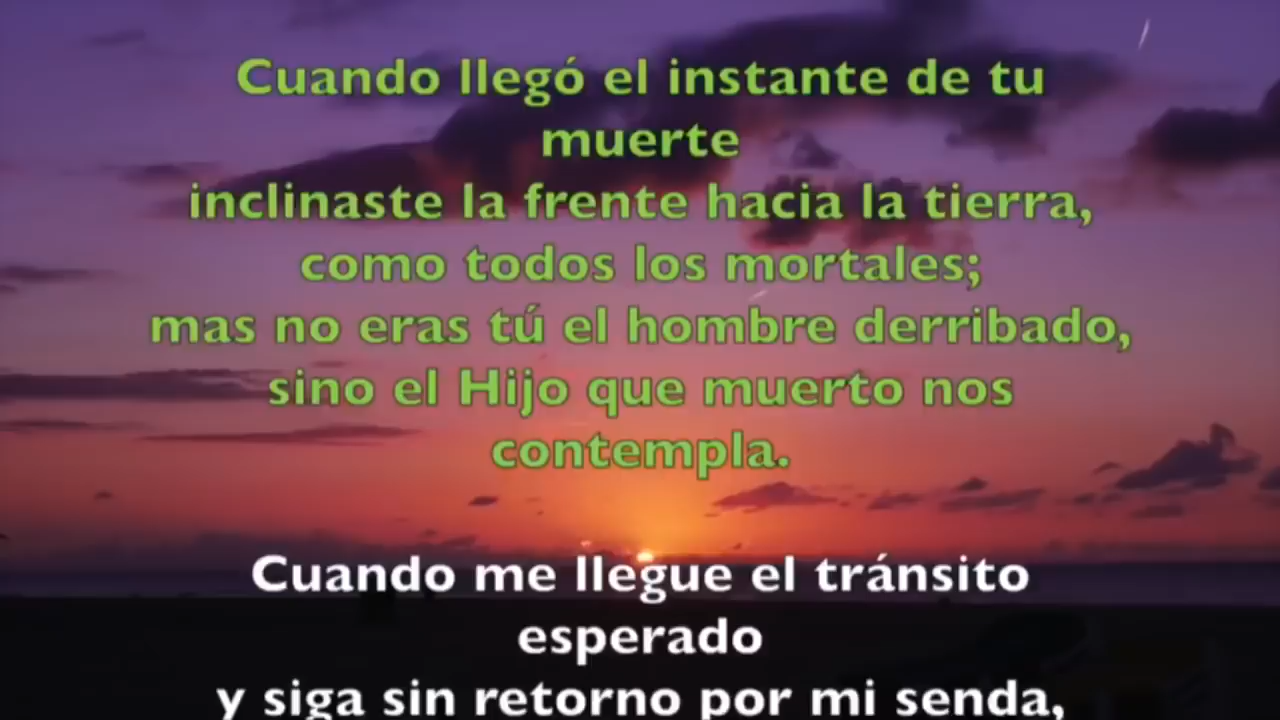 Cuando llegó el instante de tu
muerte
inclinaste la frente hacia la tierra,
como todos los mortales;
mas no eras tú el hombre derribado,
sino el Hijo que muerto nos
contempla.
Cuando me llegue el tránsito
esperado
y siga sin retorno por mi senda,